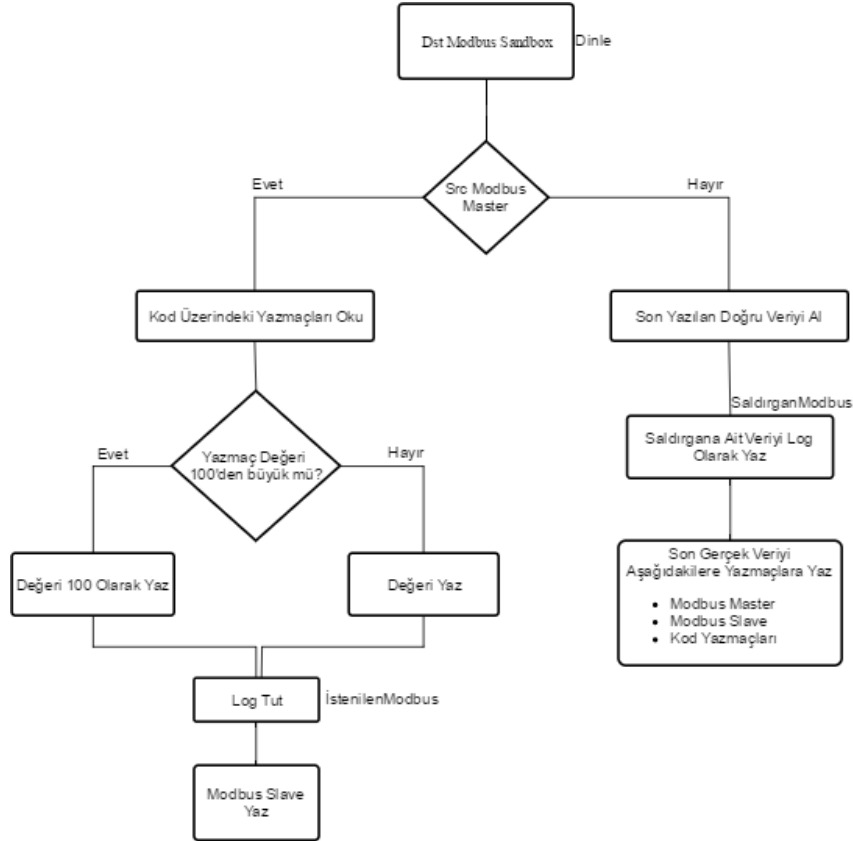 Dst Modbus Sandbox
Dinle
Src Modbus
Master
Evet
Hayır
Kod Üzerindeki Yazmaçları Oku
Son Yazılan Doğru Veriyi Al
SaldırganModbus
Saldırgana Ait Veriyi Log
Olarak Yaz
Yazmaç Değeri
100'den büyük mü?
Evet
Hayır
Değeri 100 Olarak Yaz
Değeri Yaz
Son Gerçek Veriyi
Aşağıdakilere Yazmaçlara Yaz
• Modbus Master
• Modbus Slave
• Kod Yazmaçları
Log Tut
İstenilenModbus
Modbus Slave
Yaz